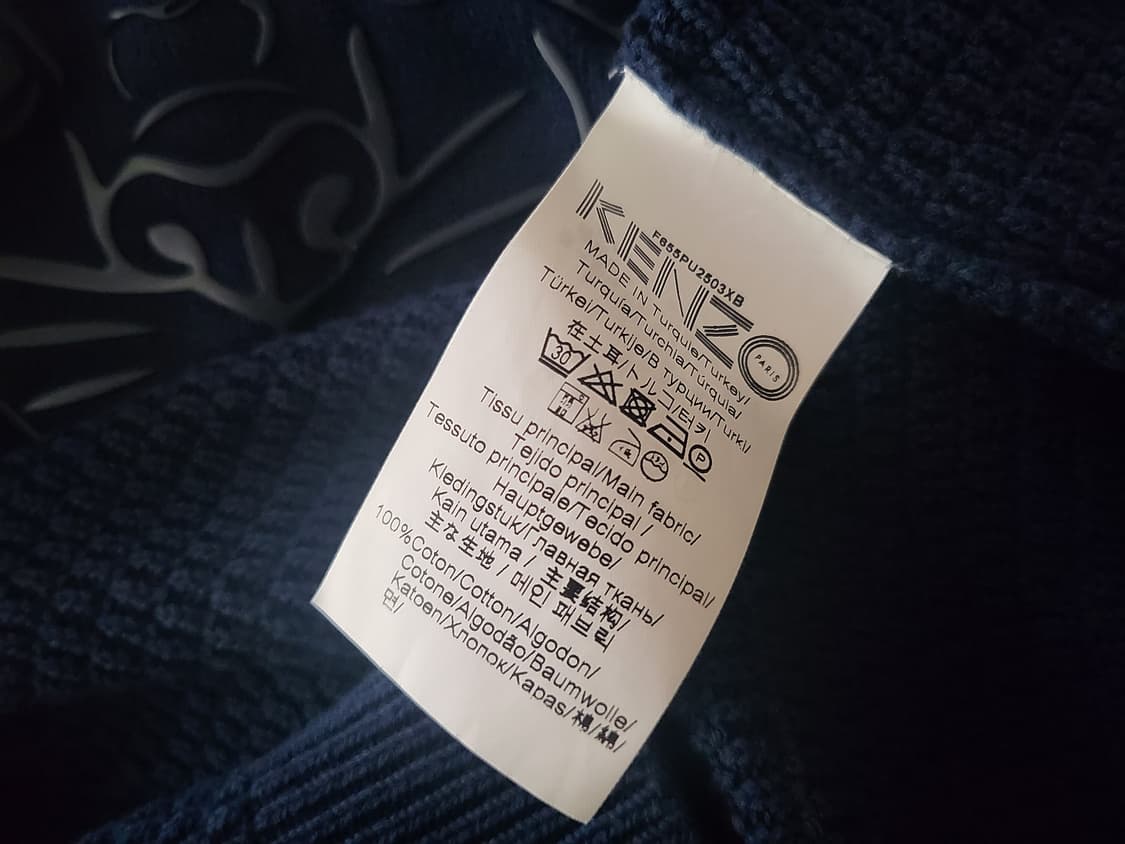 KENZO
PARIS
F655PU2503XB
MADE IN Turquie/Turkey/
Turquía/Turchia/Túrquia/
Türkei/Turkije/В турции/Turki/
在土耳/トルコ/터키
30
P
Tissu principal/Main fabric/
Tejido principal /
Tessuto principale/Tecido principal/
Hauptgewebe/
Kledingstuk/Главная ткань/
Kain utama / 主要结构/
主な生地 / 메인 패브릭
100%Coton/Cotton/Algodon/
Cotone/Algodão/Baumwolle/
Katoen/Хлопок/Kapas/棉/綿/
면/